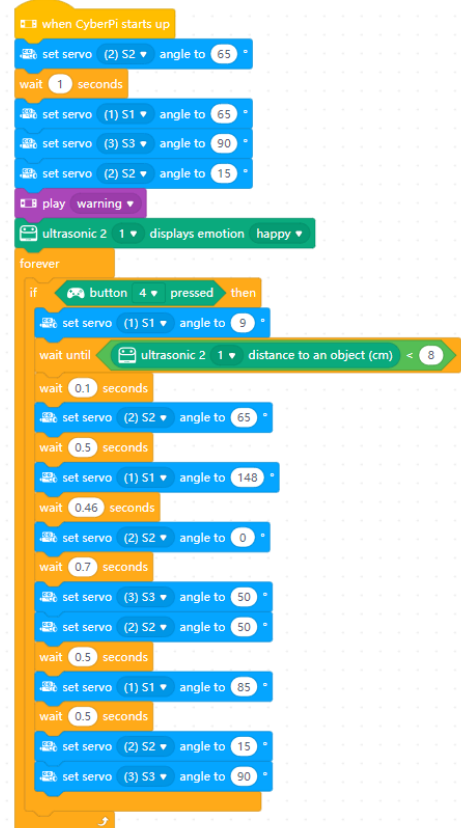 when CyberPi starts up
set servo (2) S2 ▾ angle to 65 °
wait 1 seconds
set servo (1) S1 ▾ angle to 65 °
set servo (3) S3 ▾ angle to 90 °
set servo (2) S2 ▾ angle to 15 °
play warning ▾
ultrasonic 2 1 ▾ displays emotion happy ▾
forever
if button 4 ▾ pressed then
set servo (1) S1 ▾ angle to 9 °
wait until ultrasonic 2 1 ▾ distance to an object (cm) < 8
wait 0.1 seconds
set servo (2) S2 ▾ angle to 65 °
wait 0.5 seconds
set servo (1) S1 ▾ angle to 148 °
wait 0.46 seconds
set servo (2) S2 ▾ angle to 0 °
wait 0.7 seconds
set servo (3) S3 ▾ angle to 50 °
set servo (2) S2 ▾ angle to 50 °
wait 0.5 seconds
set servo (1) S1 ▾ angle to 85 °
wait 0.5 seconds
set servo (2) S2 ▾ angle to 15 °
set servo (3) S3 ▾ angle to 90 °